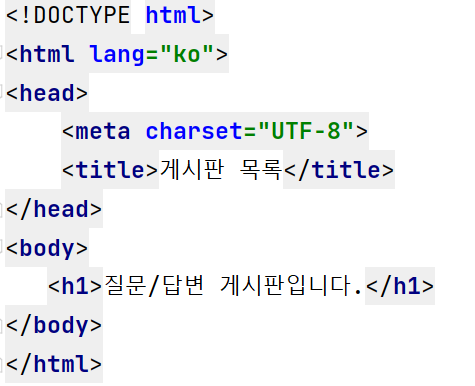 <!DOCTYPE html>
<html lang="ko">
<head>
    <meta charset="UTF-8">
    <title>게시판 목록</title>
</head>
<body>
   <h1>질문/답변 게시판입니다.</h1>
</body>
</html>